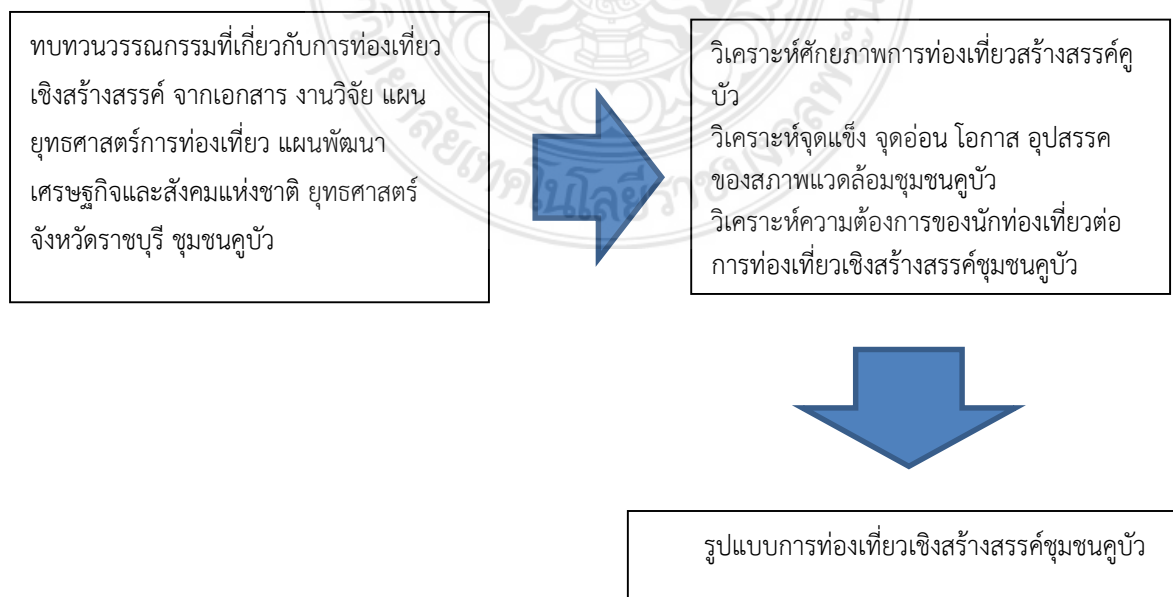 ทบทวนวรรณกรรมที่เกี่ยวกับการท่องเที่ยว
เชิงสร้างสรรค์ จากเอกสาร งานวิจัย แผน
ยุทธศาสตร์การท่องเที่ยว แผนพัฒนา
เศรษฐกิจและสังคมแห่งชาติ ยุทธศาสตร์
จังหวัดราชบุรี ชุมชนคูบัว
วิเคราะห์ศักยภาพการท่องเที่ยวสร้างสรรค์คู
บัว
วิเคราะห์จุดแข็ง จุดอ่อน โอกาส อุปสรรค
ของสภาพแวดล้อมชุมชนคูบัว
วิเคราะห์ความต้องการของนักท่องเที่ยวต่อ
การท่องเที่ยวเชิงสร้างสรรค์ชุมชนคูบัว
รูปแบบการท่องเที่ยวเชิงสร้างสรรค์ชุมชนคูบัว